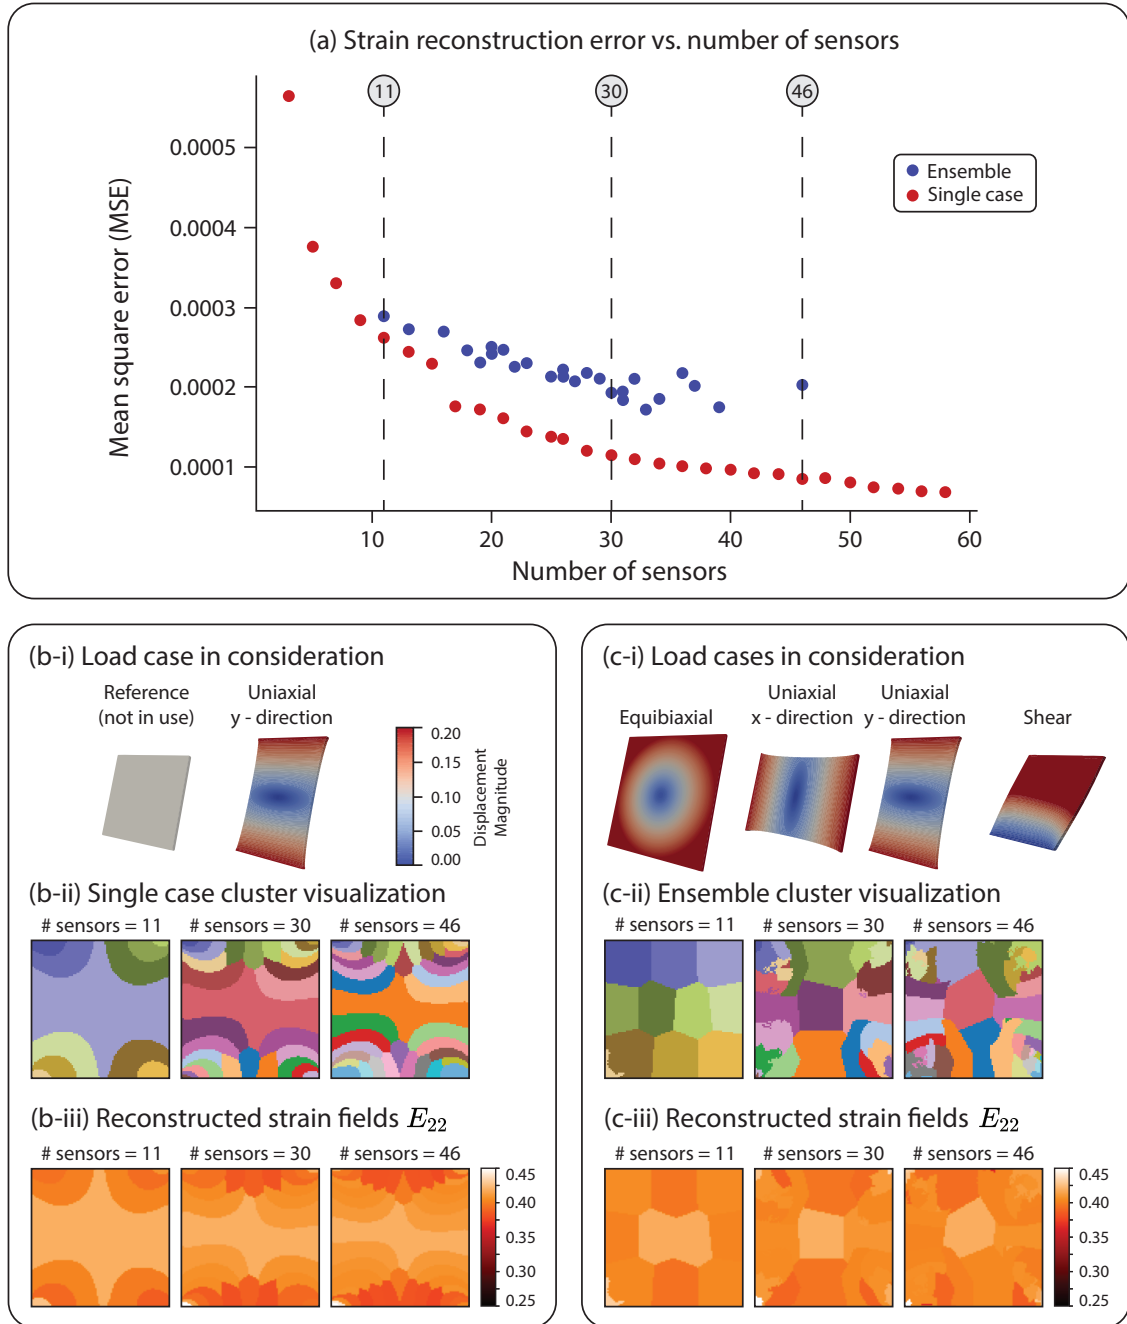 (a) Strain reconstruction error vs. number of sensors
11
30
46
0.0005
0.0004
0.0003
0.0002
0.0001
Mean square error (MSE)
Ensemble
Single case
10
20
30
40
50
60
Number of sensors
(b-i) Load case in consideration
Reference
(not in use)
Uniaxial
y - direction
0.20
0.15
0.10
0.05
0.00
Displacement
Magnitude
(b-ii) Single case cluster visualization
# sensors = 11
# sensors = 30
# sensors = 46
(b-iii) Reconstructed strain fields E₂₂
# sensors = 11
# sensors = 30
# sensors = 46
0.45
0.40
0.35
0.30
0.25
(c-i) Load cases in consideration
Equibiaxial
Uniaxial
x - direction
Uniaxial
y - direction
Shear
(c-ii) Ensemble cluster visualization
# sensors = 11
# sensors = 30
# sensors = 46
(c-iii) Reconstructed strain fields E₂₂
# sensors = 11
# sensors = 30
# sensors = 46
0.45
0.40
0.35
0.30
0.25